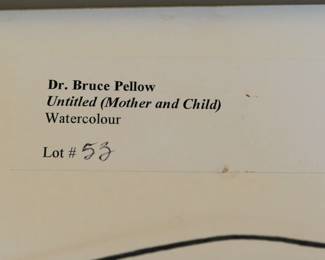 Dr. Bruce Pellow
Untitled (Mother and Child)
Watercolour
Lot # 53